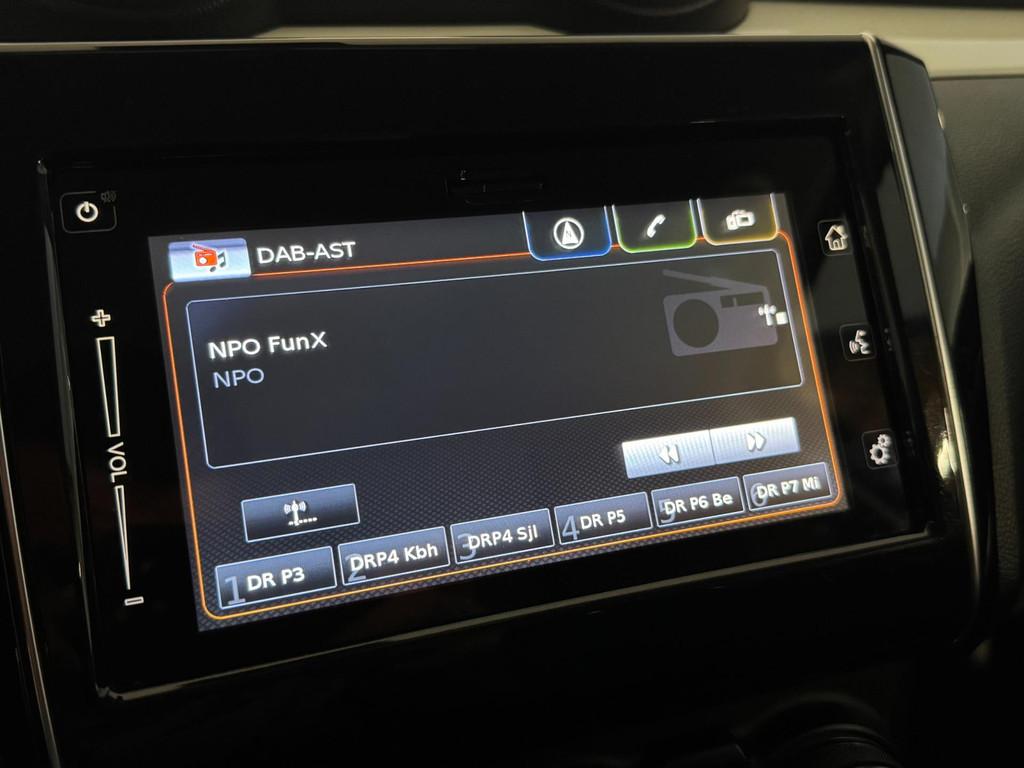 DAB-AST
NPO FunX
NPO
VOL
1 DR P3
2 DRP4 Kbh
3 DRP4 Sjl
4 DR P5
5 DR P6 Be
6 DR P7 Mi